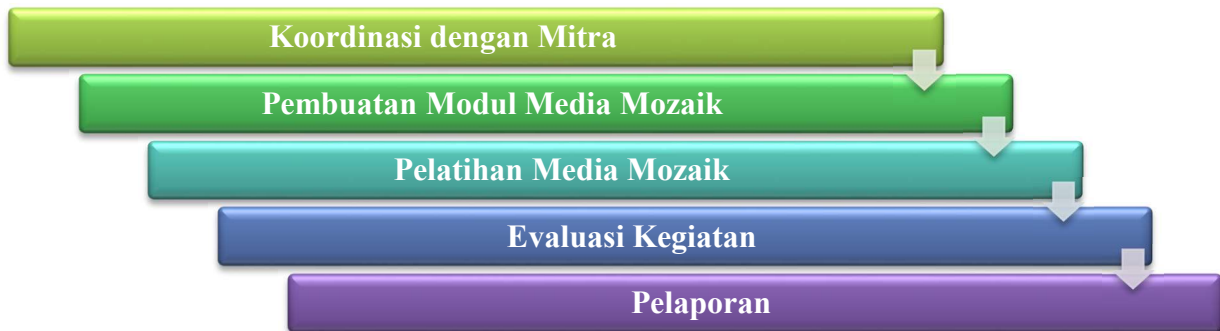 Koordinasi dengan Mitra
Pembuatan Modul Media Mozaik
Pelatihan Media Mozaik
Evaluasi Kegiatan
Pelaporan